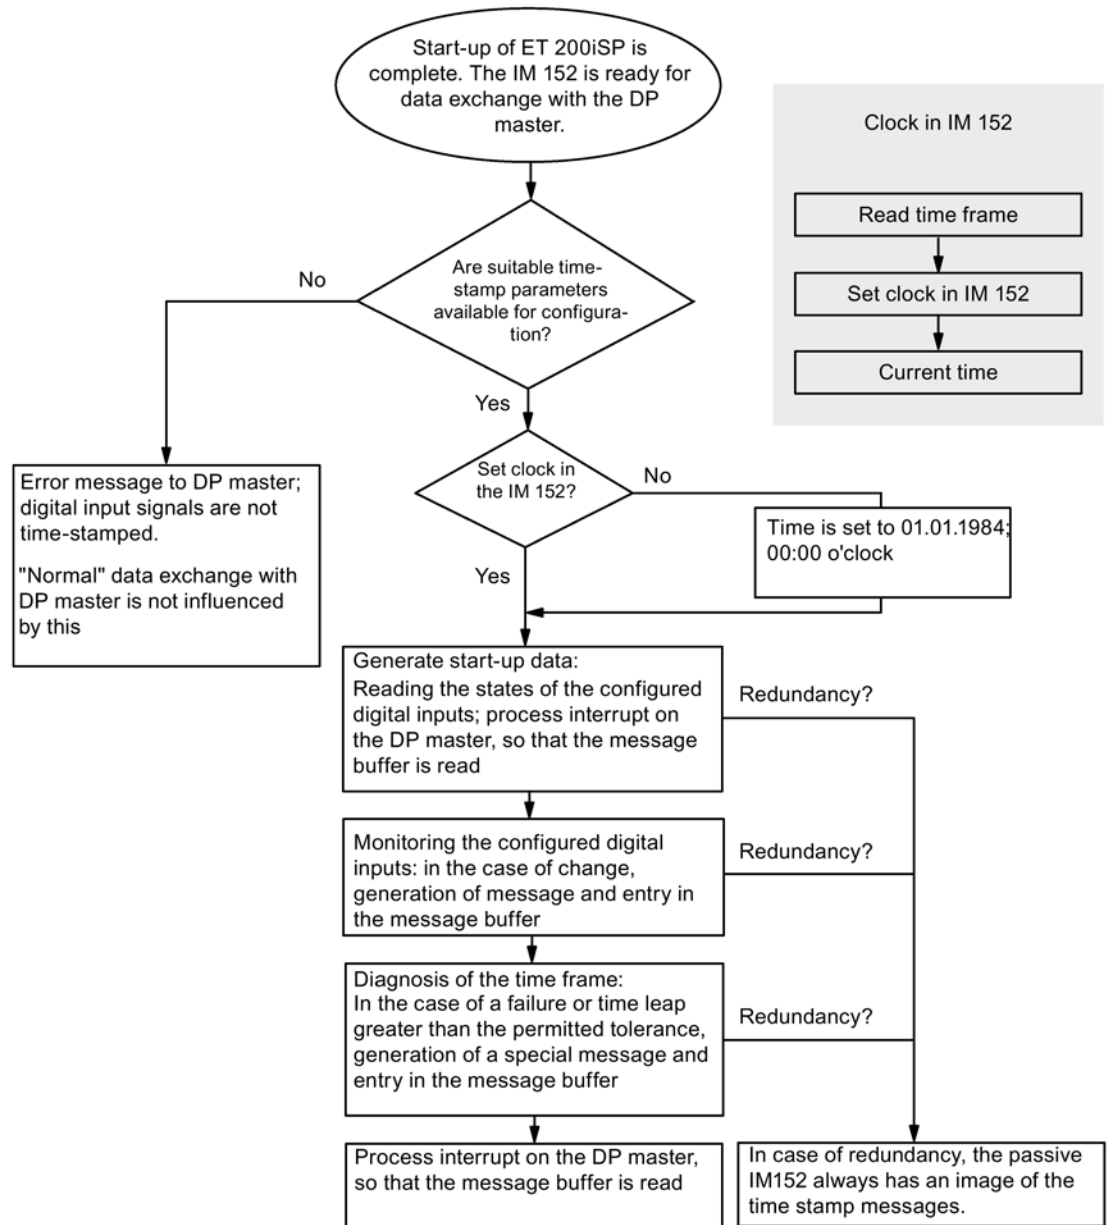 Start-up of ET 200iSP is
complete. The IM 152 is ready for
data exchange with the DP
master.
Clock in IM 152
Read time frame
Set clock in IM 152
Current time
Are suitable time-
stamp parameters
available for configura-
tion?
No
Yes
Error message to DP master;
digital input signals are not
time-stamped.
"Normal" data exchange with
DP master is not influenced
by this
Set clock in
the IM 152?
No
Time is set to 01.01.1984;
00:00 o'clock
Yes
Generate start-up data:
Reading the states of the configured
digital inputs; process interrupt on
the DP master, so that the message
buffer is read
Redundancy?
Monitoring the configured digital
inputs: in the case of change,
generation of message and entry in
the message buffer
Redundancy?
Diagnosis of the time frame:
In the case of a failure or time leap
greater than the permitted tolerance,
generation of a special message and
entry in the message buffer
Redundancy?
Process interrupt on the DP master,
so that the message buffer is read
In case of redundancy, the passive
IM152 always has an image of the
time stamp messages.